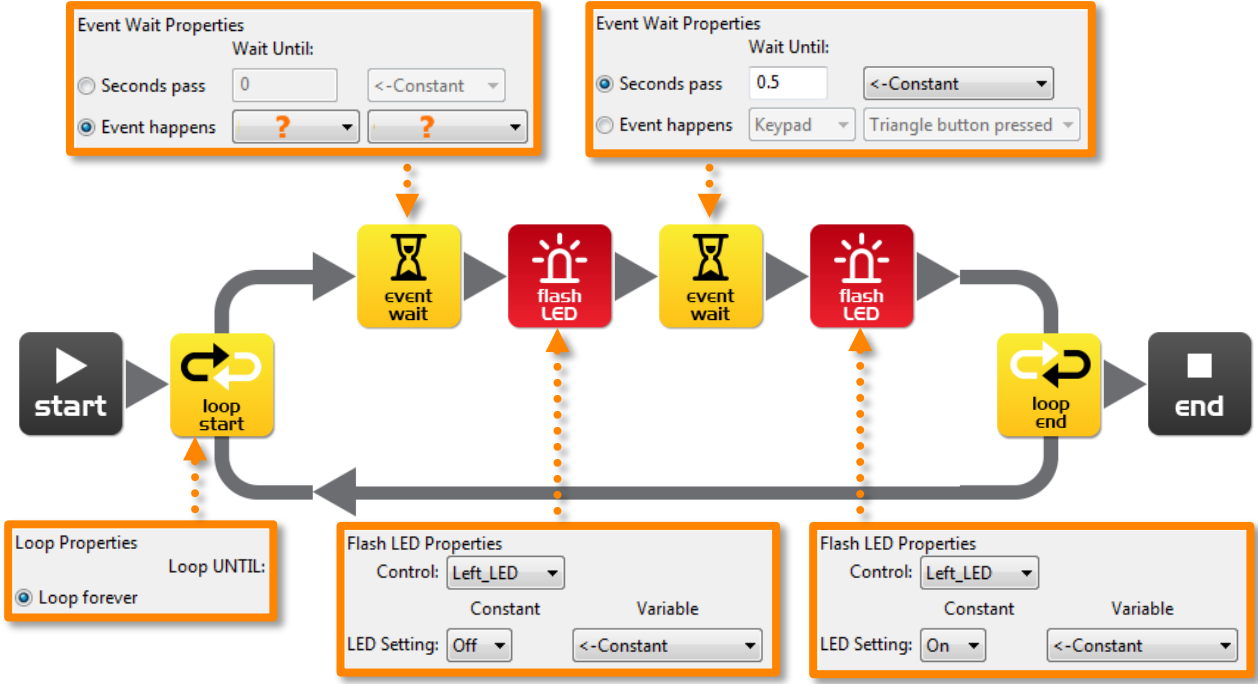 Event Wait Properties
Wait Until:
Seconds pass 0 <-Constant
Event happens ? ?
Event Wait Properties
Wait Until:
Seconds pass 0.5 <-Constant
Event happens Keypad Triangle button pressed
event
wait
flash
LED
event
wait
flash
LED
start
loop
start
loop
end
end
Loop Properties
Loop UNTIL:
Loop forever
Flash LED Properties
Control: Left_LED
Constant Variable
LED Setting: Off <-Constant
Flash LED Properties
Control: Left_LED
Constant Variable
LED Setting: On <-Constant